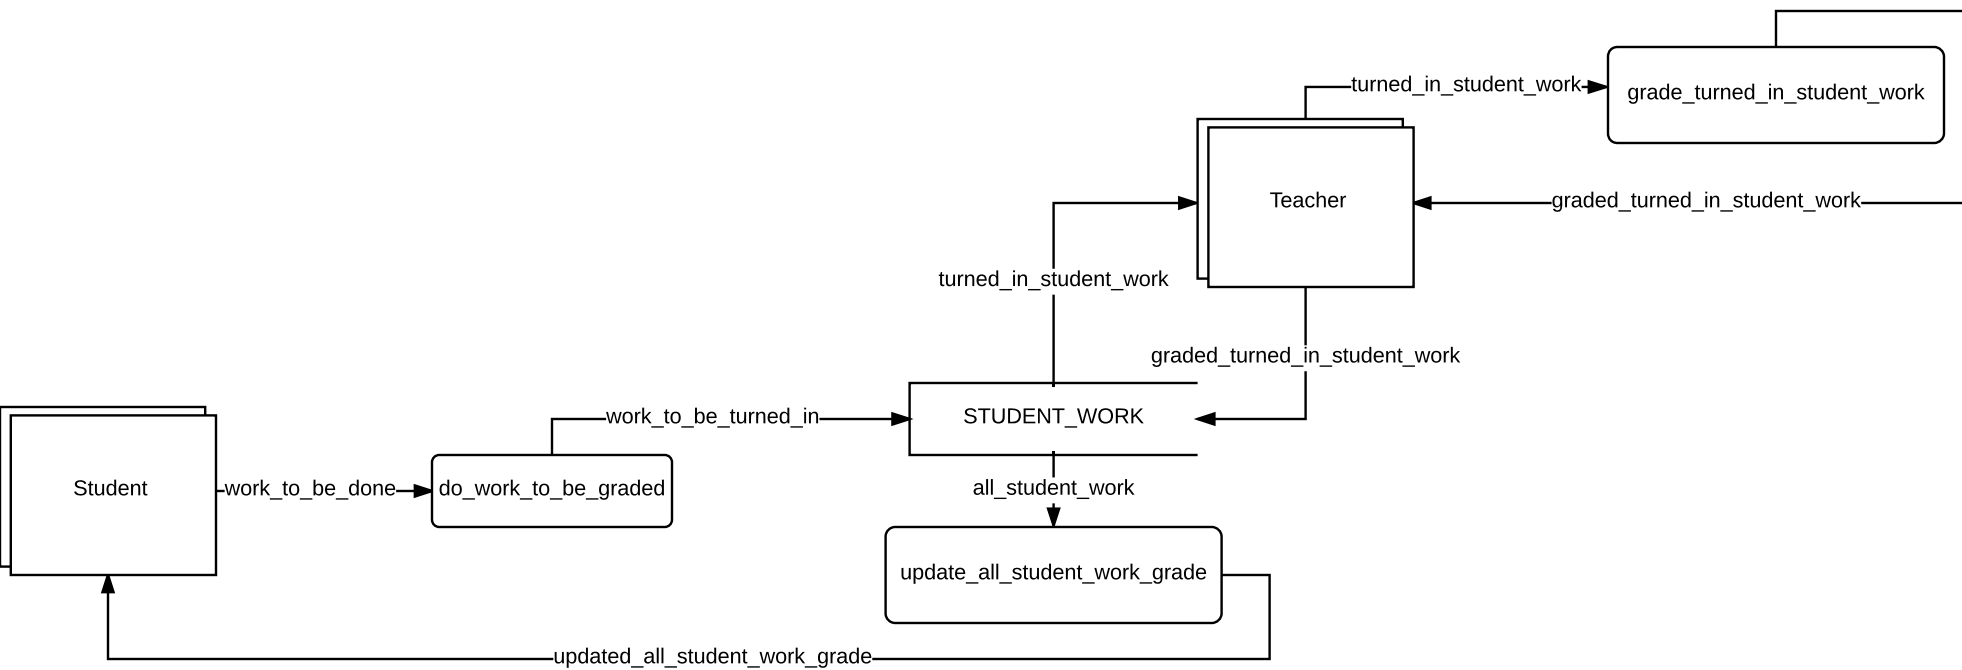 turned_in_student_work
grade_turned_in_student_work
Teacher
graded_turned_in_student_work
turned_in_student_work
graded_turned_in_student_work
work_to_be_turned_in
STUDENT_WORK
Student
work_to_be_done
do_work_to_be_graded
all_student_work
update_all_student_work_grade
updated_all_student_work_grade